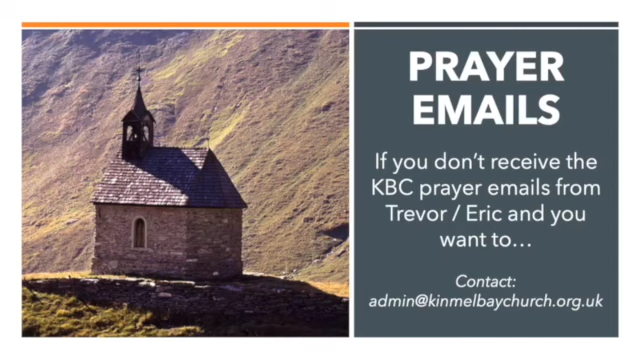 PRAYER
EMAILS
If you don't receive the
KBC prayer emails from
Trevor / Eric and you
want to...
Contact:
admin@kinmelbaychurch.org.uk